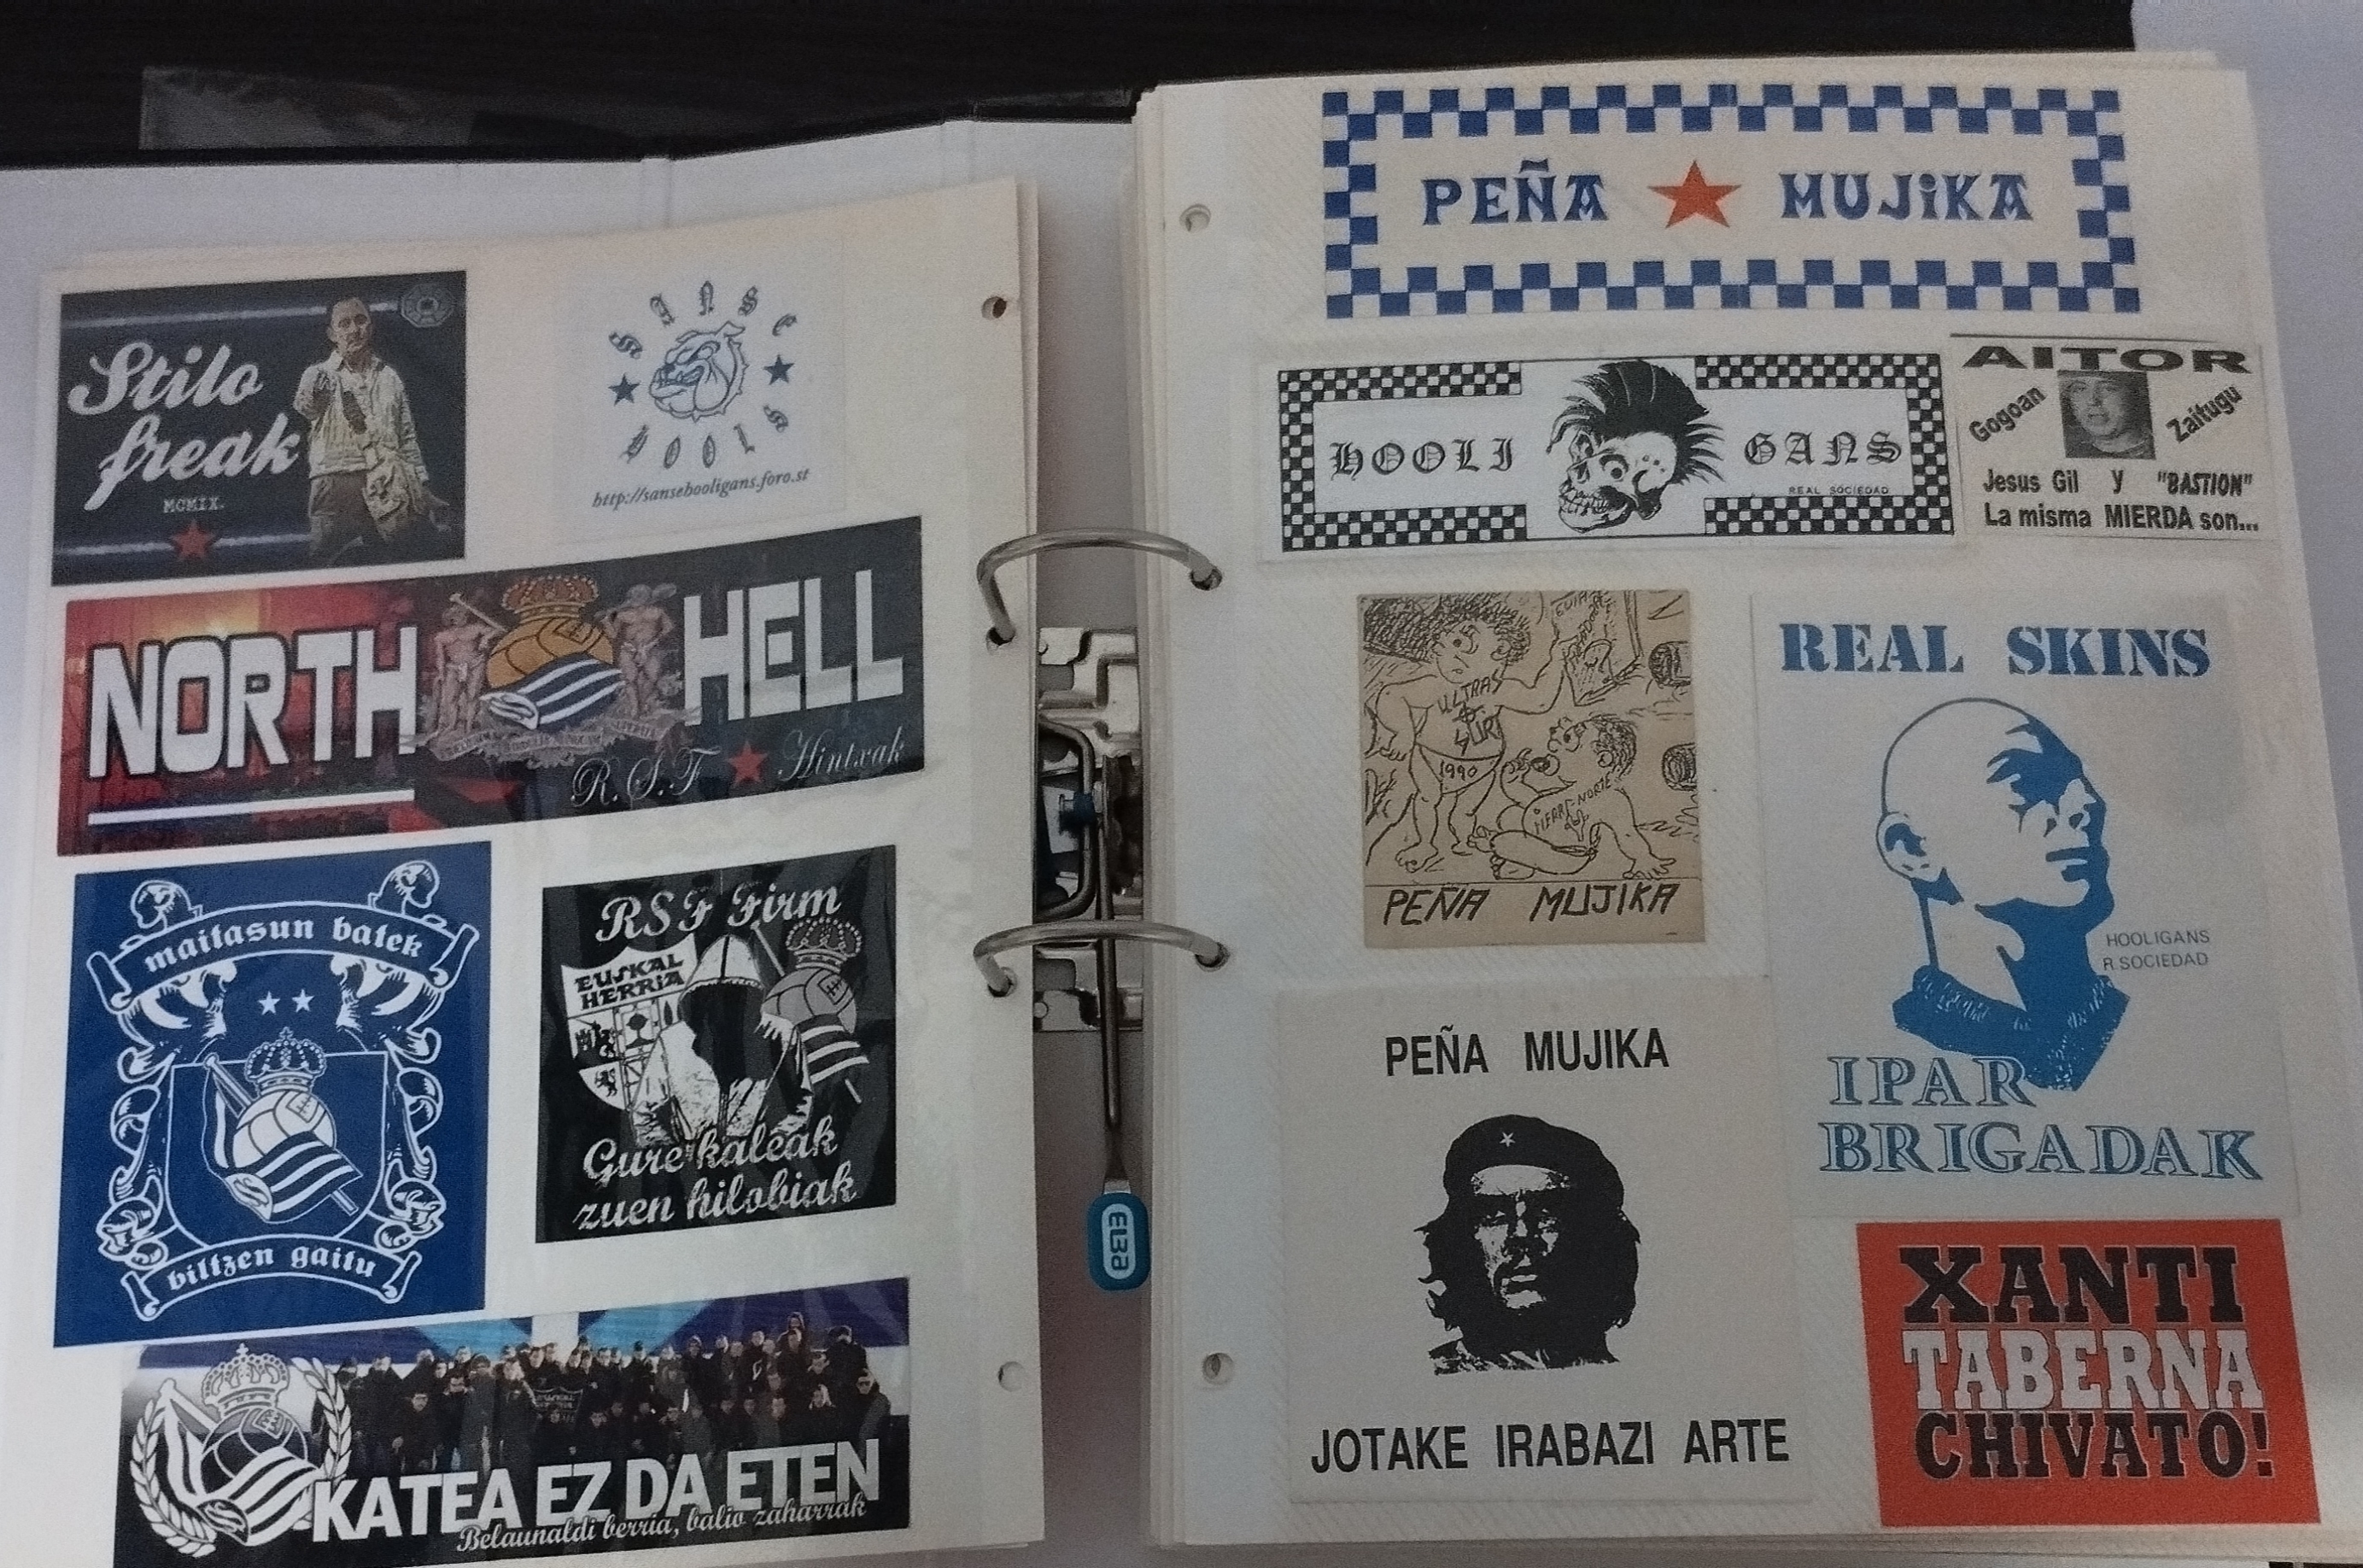 Stilo
freak
MCMIX.
SANSE
HOOLS
http://sansehooligans.foro.st
NORTH HELL
R.S.F ★ Hintxak
maitasun batek
biltzen gaitu
RSF Firm
EUSKAL
HERRIA
Gure kaleak
zuen hilobiak
KATEA EZ DA ETEN
Belaunaldi berria, balio zaharrak
ELBA
PEÑA ★ MUJiKA
HOOLI GANS
REAL SOCIEDAD
AITOR
Gogoan Zaitugu
Jesus Gil y "BASTION"
La misma MIERDA son...
ULTRAS
SUR
1990
PEÑA MUJIKA
REAL SKINS
HOOLIGANS
R.SOCIEDAD
IPAR
BRIGADAK
PEÑA MUJIKA
JOTAKE IRABAZI ARTE
XANTI
TABERNA
CHIVATO!